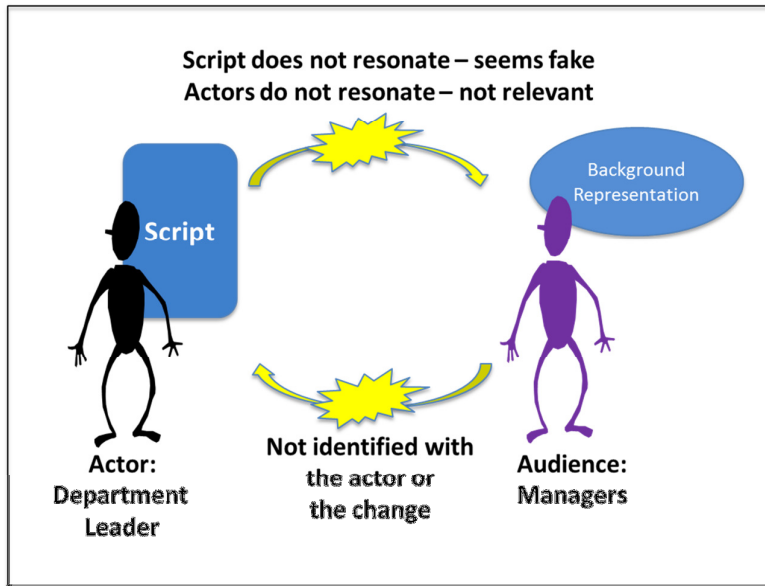 Script does not resonate – seems fake
Actors do not resonate – not relevant
Script
Background
Representation
Not identified with
the actor or
the change
Actor:
Department
Leader
Audience:
Managers